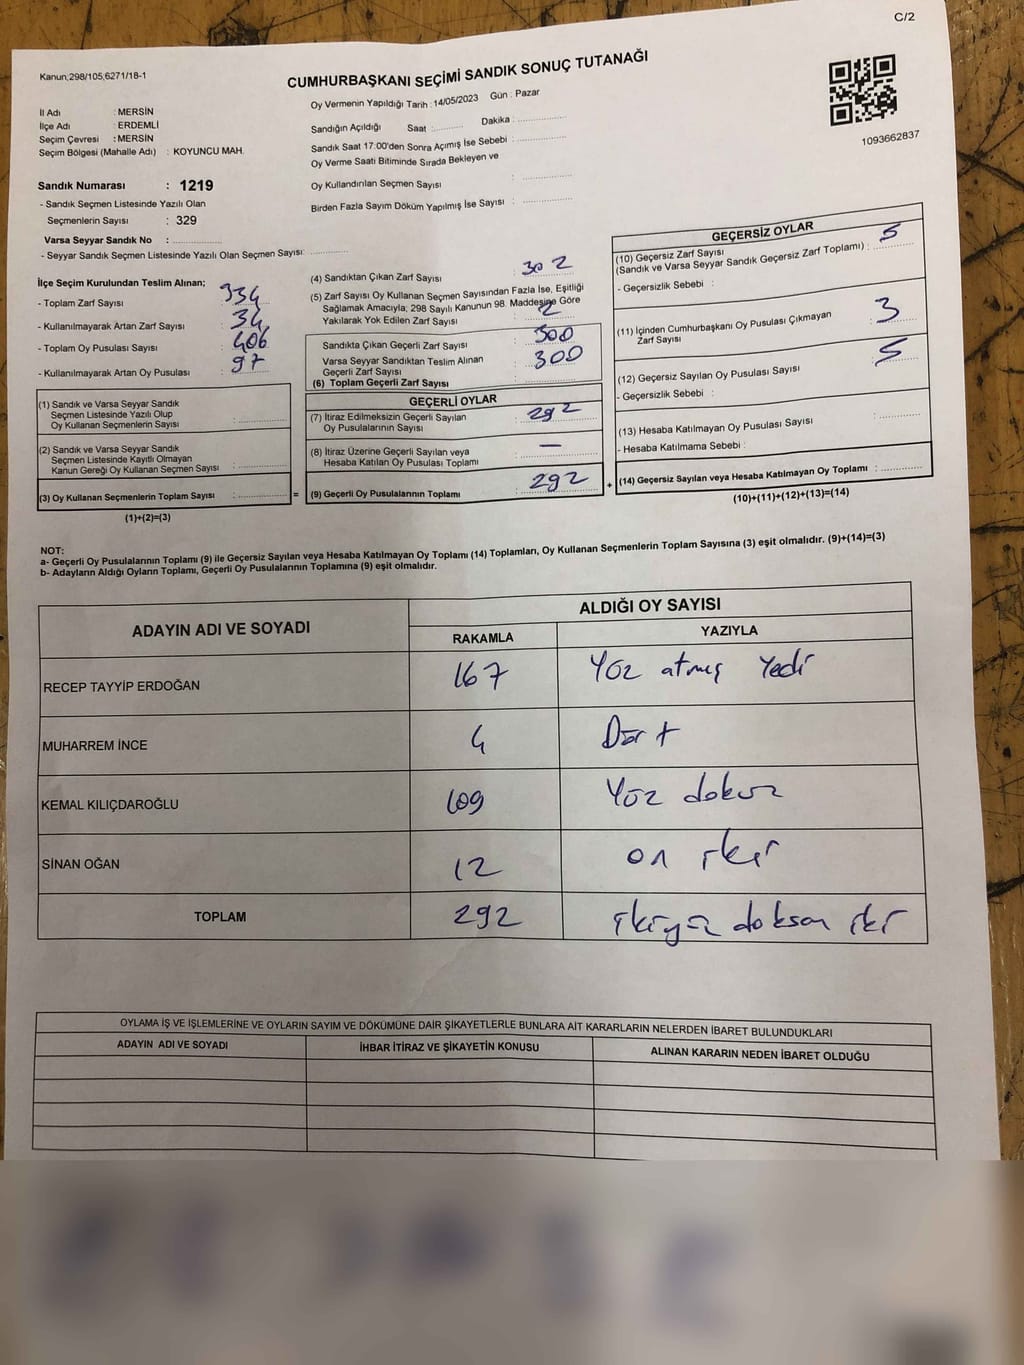 C/2
Kanun;298/105,6271/18-1
CUMHURBAŞKANI SEÇİMİ SANDIK SONUÇ TUTANAĞI
İl Adı : MERSİN
İlçe Adı : ERDEMLİ
Seçim Çevresi : MERSİN
Seçim Bölgesi (Mahalle Adı) : KOYUNCU MAH.
Oy Vermenin Yapıldığı Tarih : 14/05/2023 Gün : Pazar
Sandığın Açıldığı Saat : Dakika :
Sandık Saat 17:00'den Sonra Açımış İse Sebebi :
Oy Verme Saati Bitiminde Sırada Bekleyen ve
Oy Kullandırılan Seçmen Sayısı :
Birden Fazla Sayım Döküm Yapılmış İse Sayısı :
1093662837
Sandık Numarası : 1219
- Sandık Seçmen Listesinde Yazılı Olan
Seçmenlerin Sayısı : 329
Varsa Seyyar Sandık No :
- Seyyar Sandık Seçmen Listesinde Yazılı Olan Seçmen Sayısı:
İlçe Seçim Kurulundan Teslim Alınan;
- Toplam Zarf Sayısı : 334
- Kullanılmayarak Artan Zarf Sayısı : 34
- Toplam Oy Pusulası Sayısı : 406
- Kullanılmayarak Artan Oy Pusulası : 97
(1) Sandık ve Varsa Seyyar Sandık
Seçmen Listesinde Yazılı Olup
Oy Kullanan Seçmenlerin Sayısı :
(2) Sandık ve Varsa Seyyar Sandık
Seçmen Listesinde Kayıtlı Olmayan
Kanun Gereği Oy Kullanan Seçmen Sayısı :
(3) Oy Kullanan Seçmenlerin Toplam Sayısı : =
(1)+(2)=(3)
(4) Sandıktan Çıkan Zarf Sayısı : 302
(5) Zarf Sayısı Oy Kullanan Seçmen Sayısından Fazla İse, Eşitliği
Sağlamak Amacıyla; 298 Sayılı Kanunun 98. Maddesine Göre
Yakılarak Yok Edilen Zarf Sayısı : 2
Sandıkta Çıkan Geçerli Zarf Sayısı : 300
Varsa Seyyar Sandıktan Teslim Alınan
Geçerli Zarf Sayısı : 300
(6) Toplam Geçerli Zarf Sayısı :
GEÇERLİ OYLAR
(7) İtiraz Edilmeksizin Geçerli Sayılan
Oy Pusulalarının Sayısı : 292
(8) İtiraz Üzerine Geçerli Sayılan veya
Hesaba Katılan Oy Pusulası Toplamı : —
(9) Geçerli Oy Pusulalarının Toplamı : 292 +
GEÇERSİZ OYLAR
(10) Geçersiz Zarf Sayısı
(Sandık ve Varsa Seyyar Sandık Geçersiz Zarf Toplamı) : 5
- Geçersizlik Sebebi :
(11) İçinden Cumhurbaşkanı Oy Pusulası Çıkmayan
Zarf Sayısı : 3
(12) Geçersiz Sayılan Oy Pusulası Sayısı : 5
- Geçersizlik Sebebi :
(13) Hesaba Katılmayan Oy Pusulası Sayısı :
- Hesaba Katılmama Sebebi :
(14) Geçersiz Sayılan veya Hesaba Katılmayan Oy Toplamı :
(10)+(11)+(12)+(13)=(14)
NOT:
a- Geçerli Oy Pusulalarının Toplamı (9) ile Geçersiz Sayılan veya Hesaba Katılmayan Oy Toplamı (14) Toplamları, Oy Kullanan Seçmenlerin Toplam Sayısına (3) eşit olmalıdır. (9)+(14)=(3)
b- Adayların Aldığı Oyların Toplamı, Geçerli Oy Pusulalarının Toplamına (9) eşit olmalıdır.
ADAYIN ADI VE SOYADI
ALDIĞI OY SAYISI
RAKAMLA YAZIYLA
RECEP TAYYİP ERDOĞAN 167 Yüz atmış Yedi
MUHARREM İNCE 4 Dört
KEMAL KILIÇDAROĞLU 109 Yüz dokuz
SİNAN OĞAN 12 on iki
TOPLAM 292 ikiyüz doksan iki
OYLAMA İŞ VE İŞLEMLERİNE VE OYLARIN SAYIM VE DÖKÜMÜNE DAİR ŞİKAYETLERLE BUNLARA AİT KARARLARIN NELERDEN İBARET BULUNDUKLARI
ADAYIN ADI VE SOYADI İHBAR İTİRAZ VE ŞİKAYETİN KONUSU ALINAN KARARIN NEDEN İBARET OLDUĞU